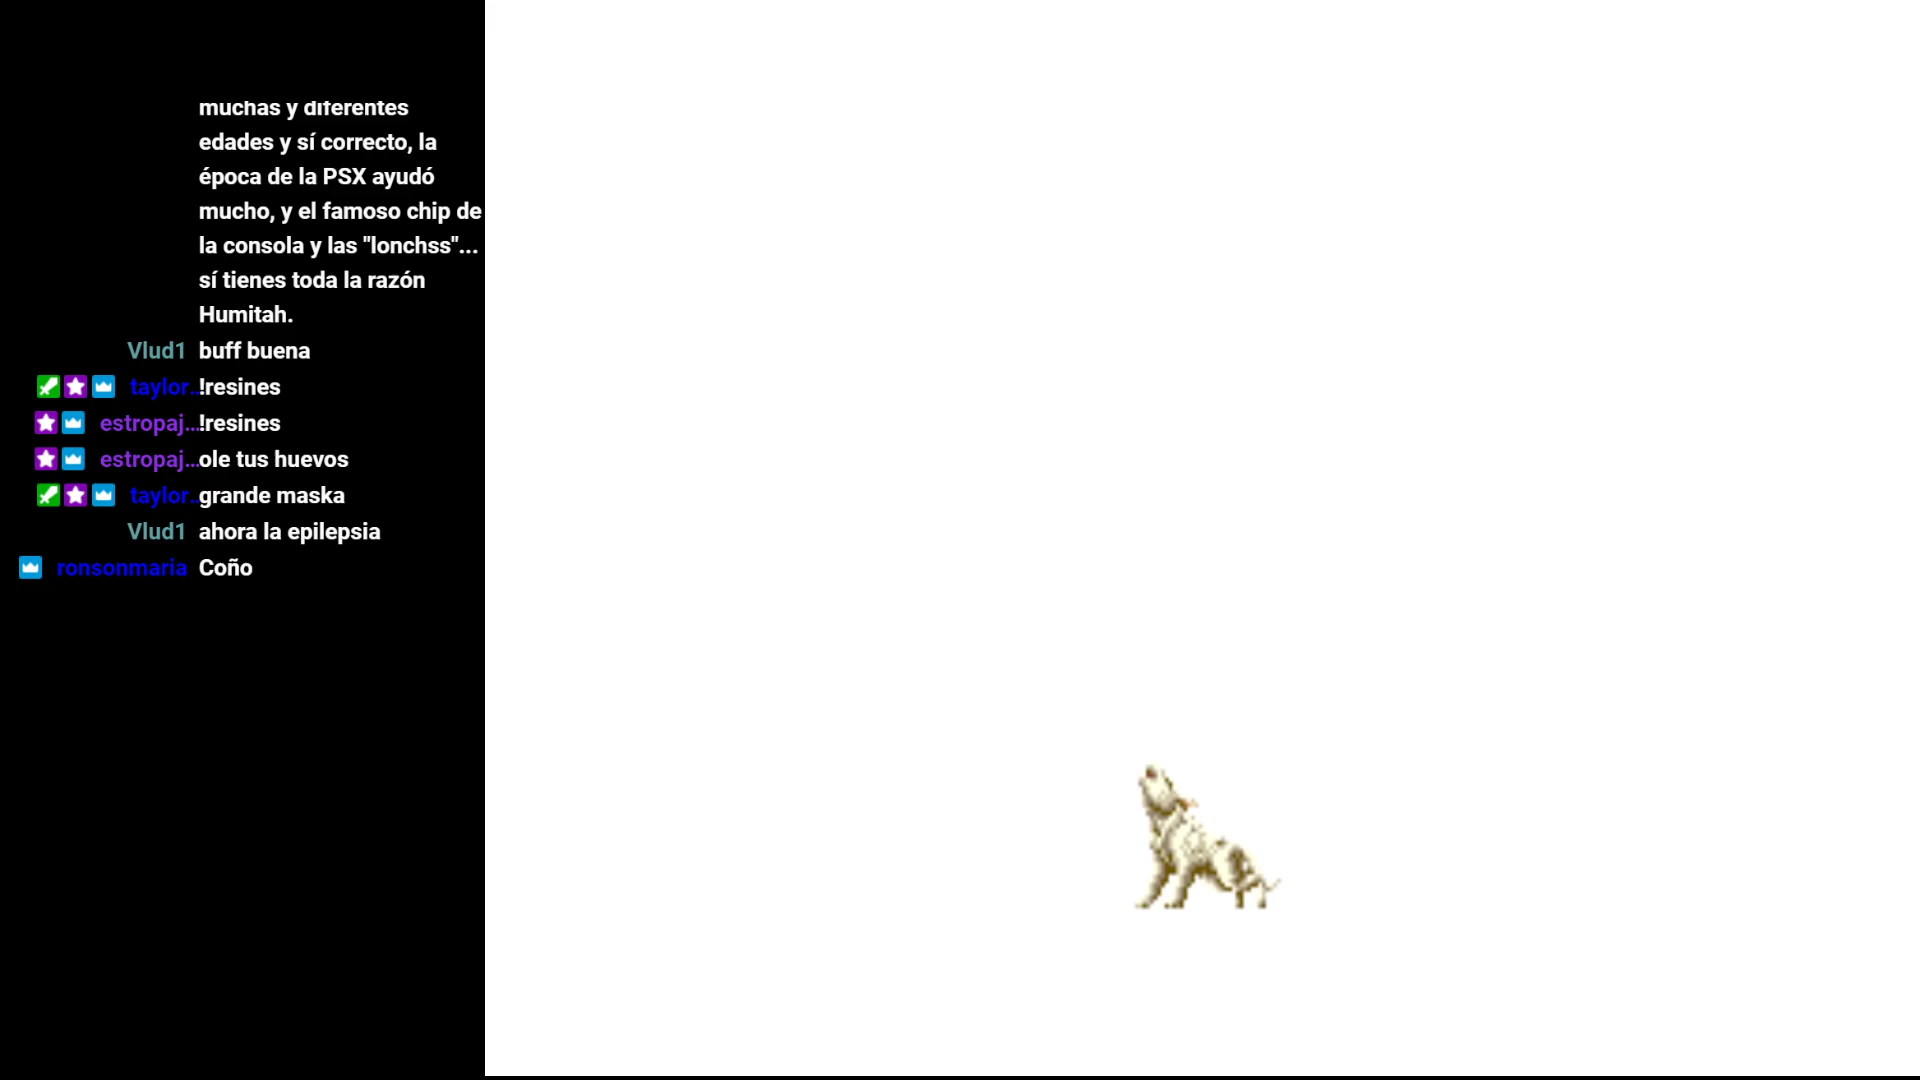 muchas y diferentes
edades y sí correcto, la
época de la PSX ayudó
mucho, y el famoso chip de
la consola y las "lonchss"...
sí tienes toda la razón
Humitah.
Vlud1 buff buena
taylor... !resines
estropaj... !resines
estropaj... ole tus huevos
taylor... grande maska
Vlud1 ahora la epilepsia
ronsonmaria Coño